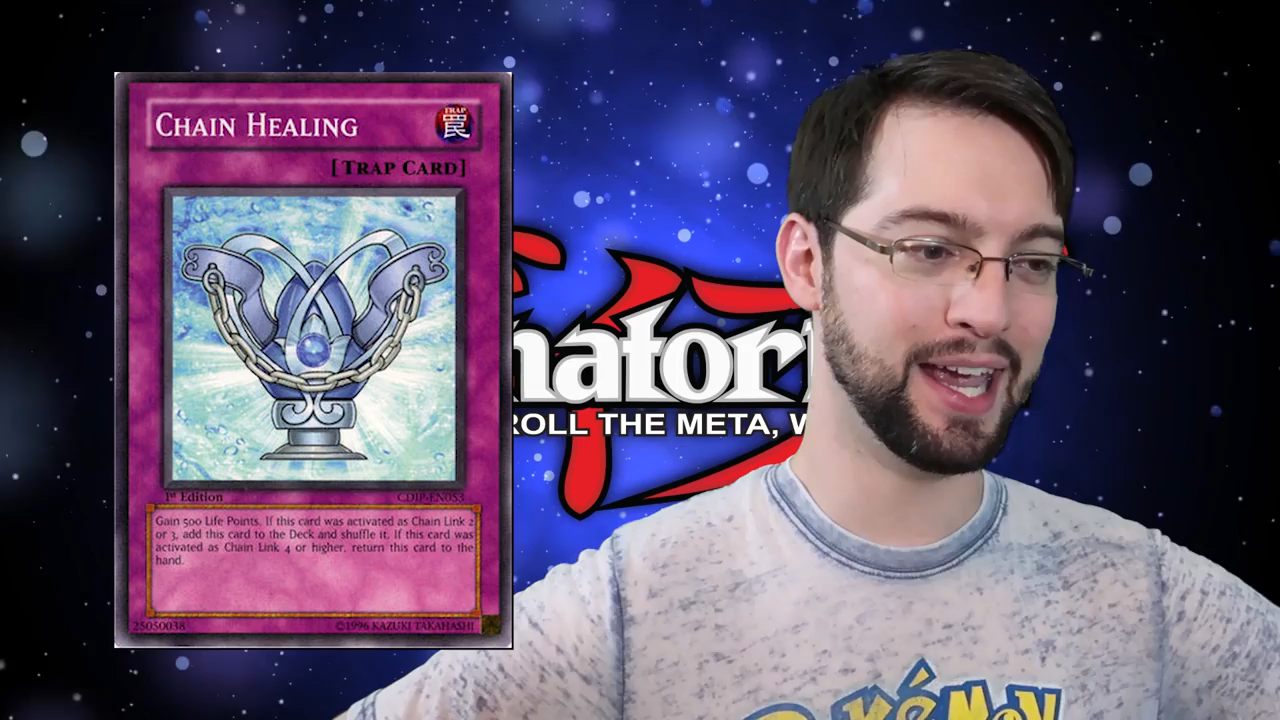 CHAIN HEALING
TRAP
罠
[TRAP CARD]
1st Edition
CDIP-EN053
Gain 500 Life Points. If this card was activated as Chain Link 2
or 3, add this card to the Deck and shuffle it. If this card was
activated as Chain Link 4 or higher, return this card to the
hand.
25050038
©1996 KAZUKI TAKAHASHI
nator
ROLL THE META, W
POKéMON